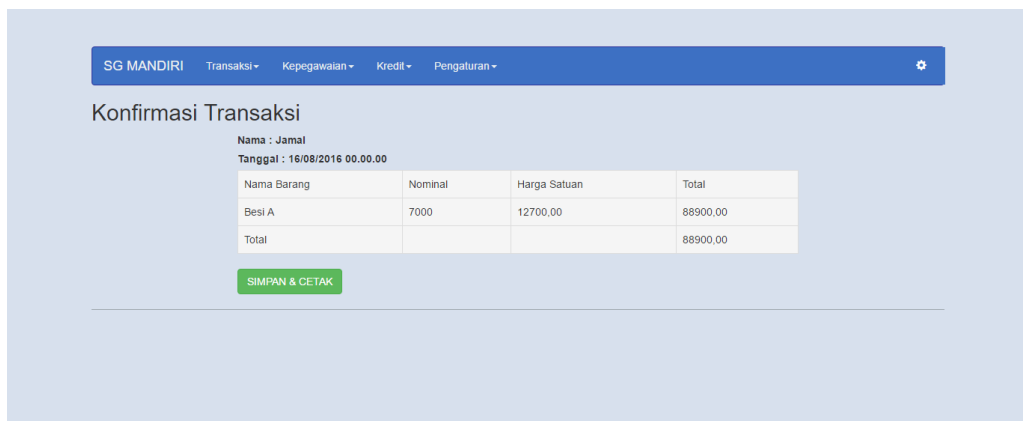 SG MANDIRI Transaksi Kepegawaian Kredit Pengaturan
Konfirmasi Transaksi
Nama : Jamal
Tanggal : 16/08/2016 00.00.00
Nama Barang Nominal Harga Satuan Total
Besi A 7000 12700,00 88900,00
Total 88900,00
SIMPAN & CETAK